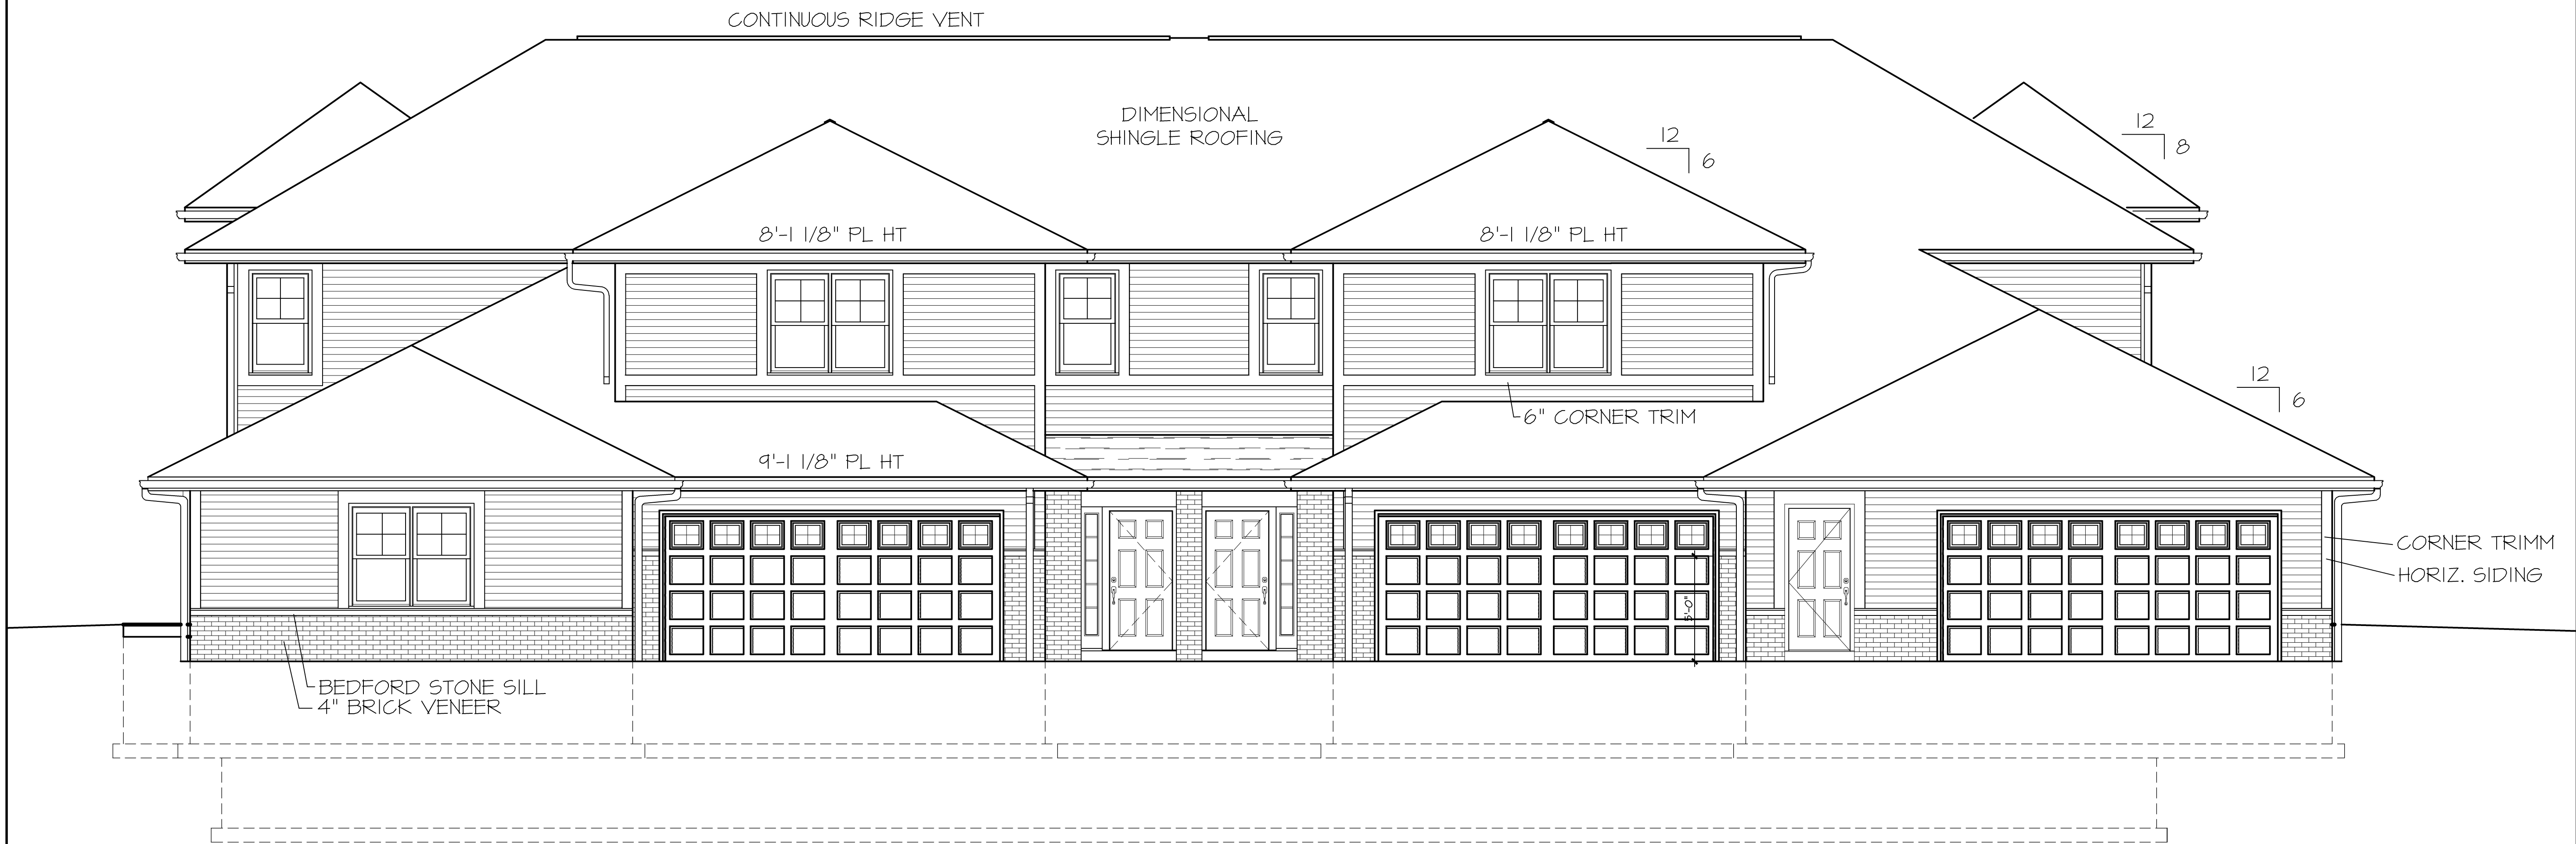 CONTINUOUS RIDGE VENT
DIMENSIONAL
SHINGLE ROOFING
12
6
12
8
8'-1 1/8" PL HT
8'-1 1/8" PL HT
12
6
6" CORNER TRIM
9'-1 1/8" PL HT
CORNER TRIMM
HORIZ. SIDING
5'-0"
BEDFORD STONE SILL
4" BRICK VENEER